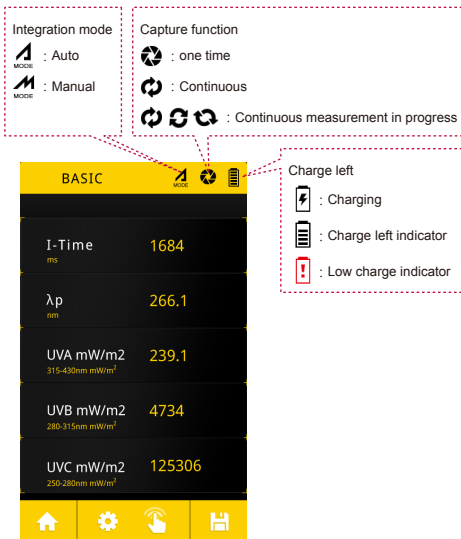 Integration mode
MODE : Auto
MODE : Manual
Capture function
: one time
: Continuous
: Continuous measurement in progress
Charge left
: Charging
: Charge left indicator
: Low charge indicator
BASIC
MODE
I-Time 1684
ms
λp 266.1
nm
UVA mW/m2 239.1
315-430nm mW/m²
UVB mW/m2 4734
280-315nm mW/m²
UVC mW/m2 125306
250-280nm mW/m²